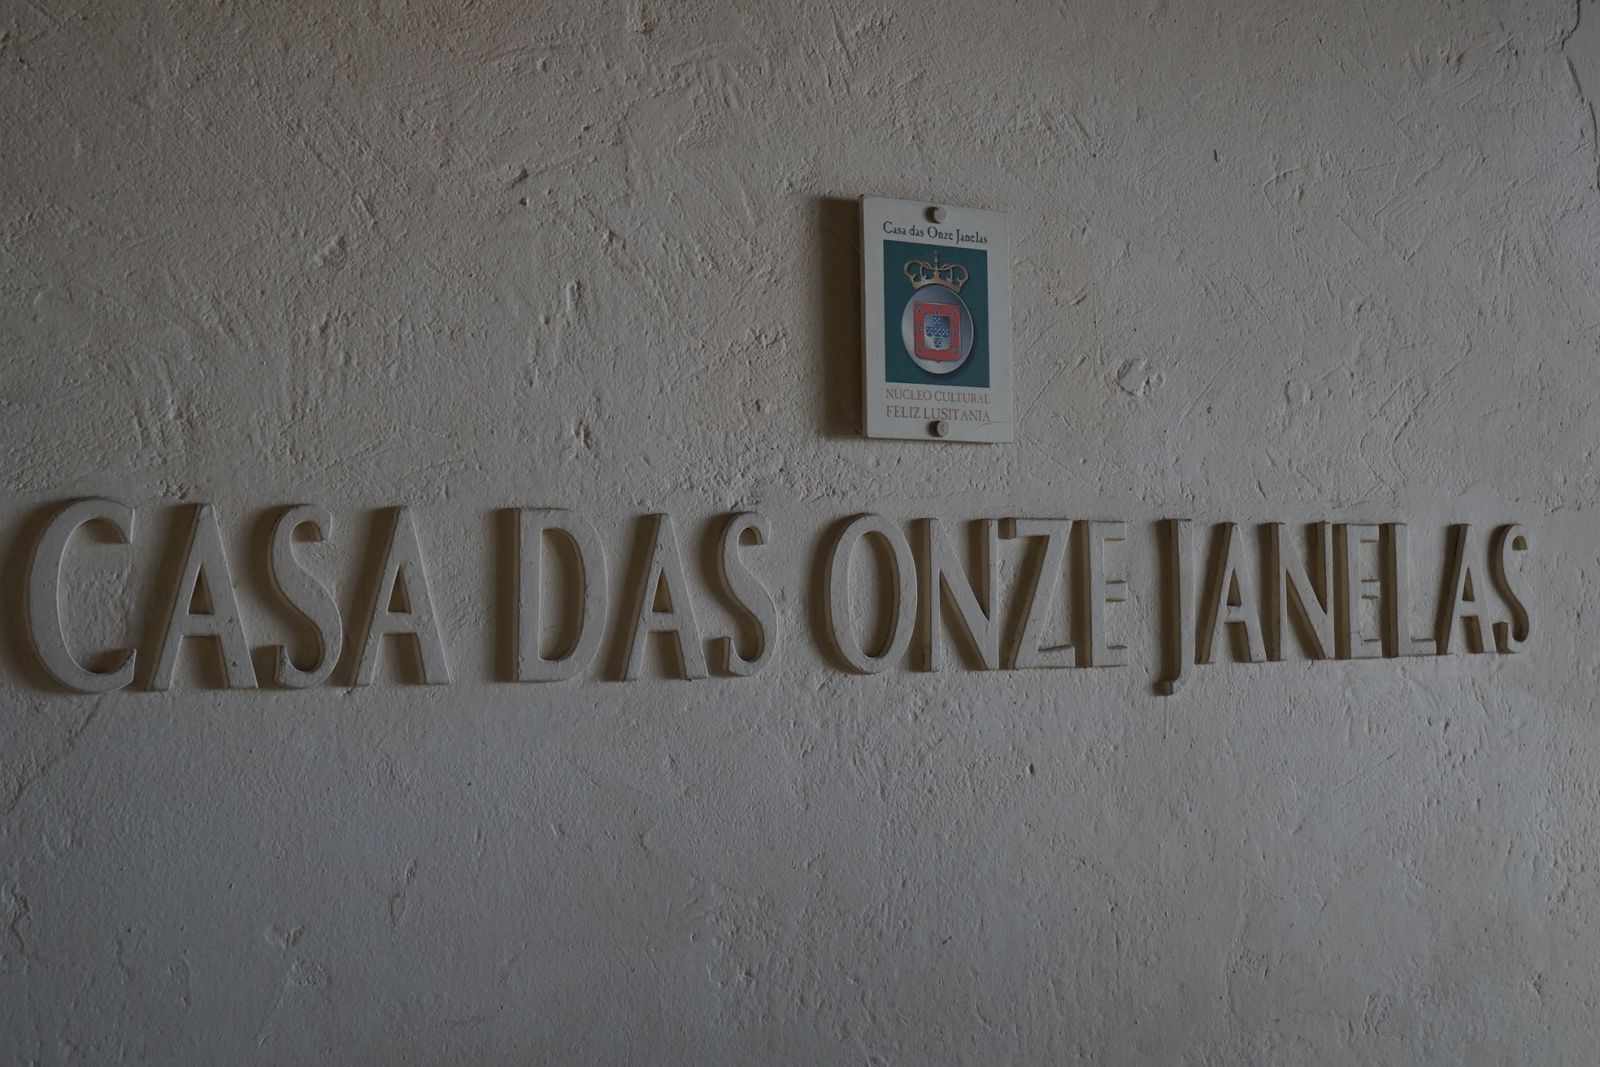 Casa das Onze Janelas
NUCLEO CULTURAL
FELIZ LUSITANIA
CASA DAS ONZE JANELAS